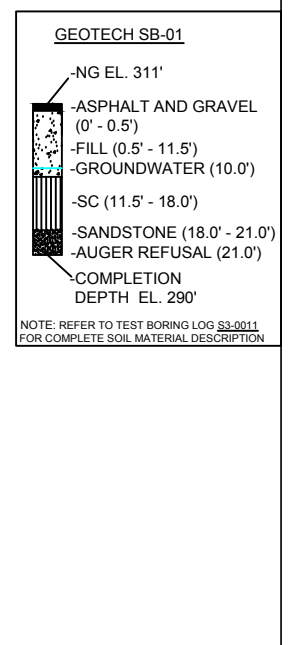 GEOTECH SB-01
-NG EL. 311'
-ASPHALT AND GRAVEL
(0' - 0.5')
-FILL (0.5' - 11.5')
-GROUNDWATER (10.0')
-SC (11.5' - 18.0')
-SANDSTONE (18.0' - 21.0')
-AUGER REFUSAL (21.0')
-COMPLETION
DEPTH EL. 290'
NOTE: REFER TO TEST BORING LOG S3-0011
FOR COMPLETE SOIL MATERIAL DESCRIPTION